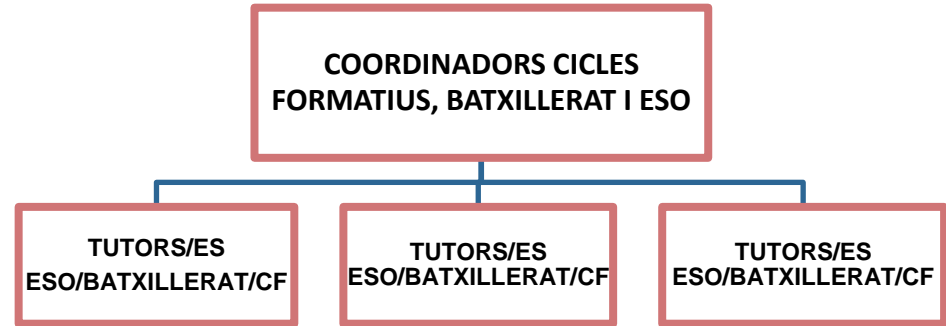 COORDINADORS CICLES
FORMATIUS, BATXILLERAT I ESO
TUTORS/ES
ESO/BATXILLERAT/CF
TUTORS/ES
ESO/BATXILLERAT/CF
TUTORS/ES
ESO/BATXILLERAT/CF